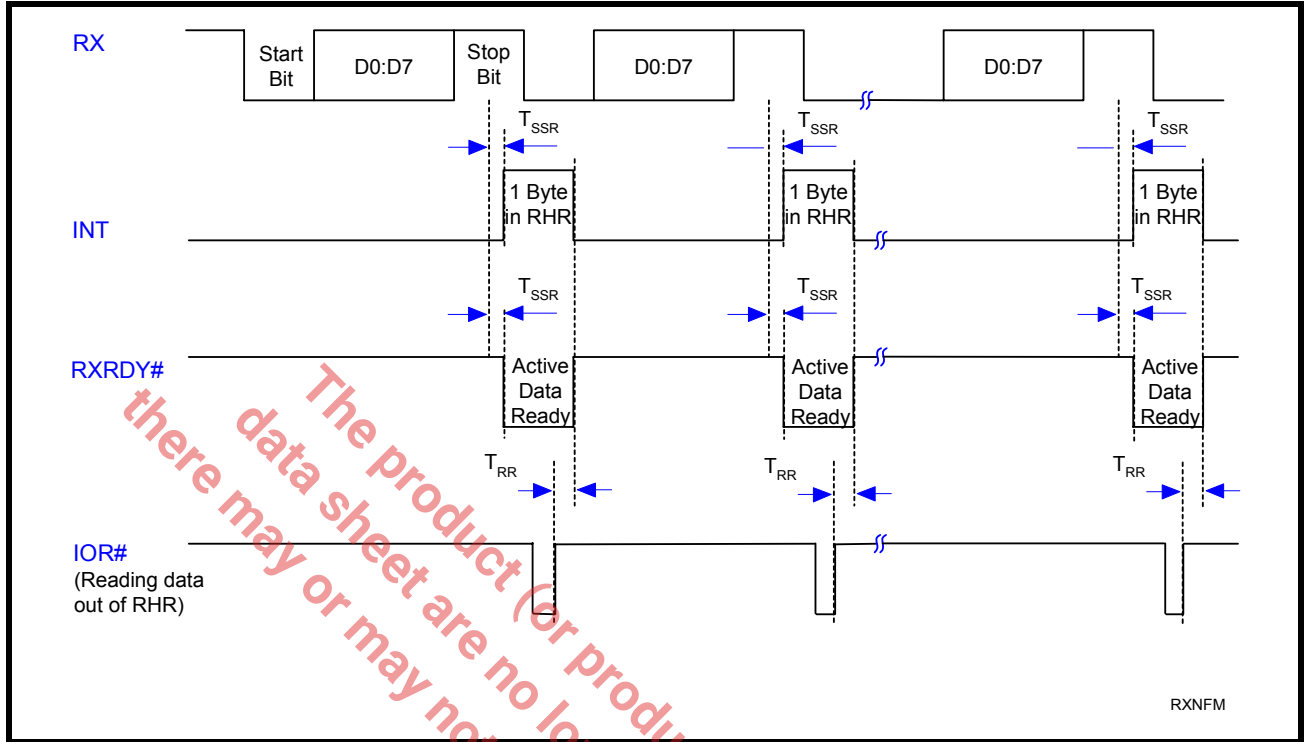 RX
Start
Bit
D0:D7
Stop
Bit
D0:D7
D0:D7
TSSR
TSSR
TSSR
INT
1 Byte
in RHR
1 Byte
in RHR
1 Byte
in RHR
TSSR
TSSR
TSSR
RXRDY#
Active
Data
Ready
Active
Data
Ready
Active
Data
Ready
TRR
TRR
TRR
IOR#
(Reading data
out of RHR)
The product (or produ
data sheet are no lo
there may or may not
RXNFM